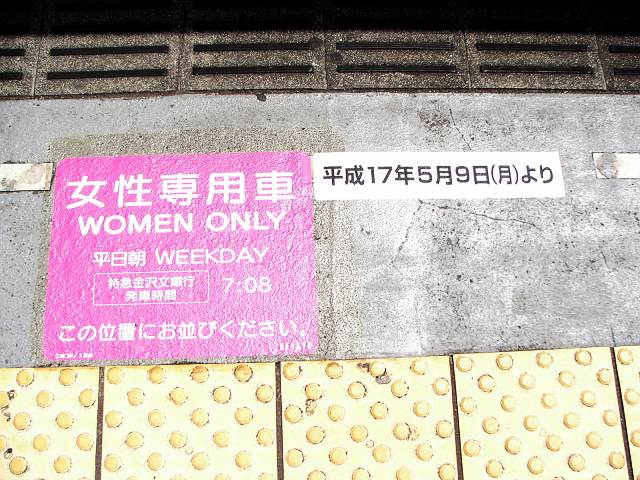 女性専用車
WOMEN ONLY
平日朝 WEEKDAY
特急金沢文庫行
発車時間
7:08
この位置にお並びください。
平成17年5月9日(月)より